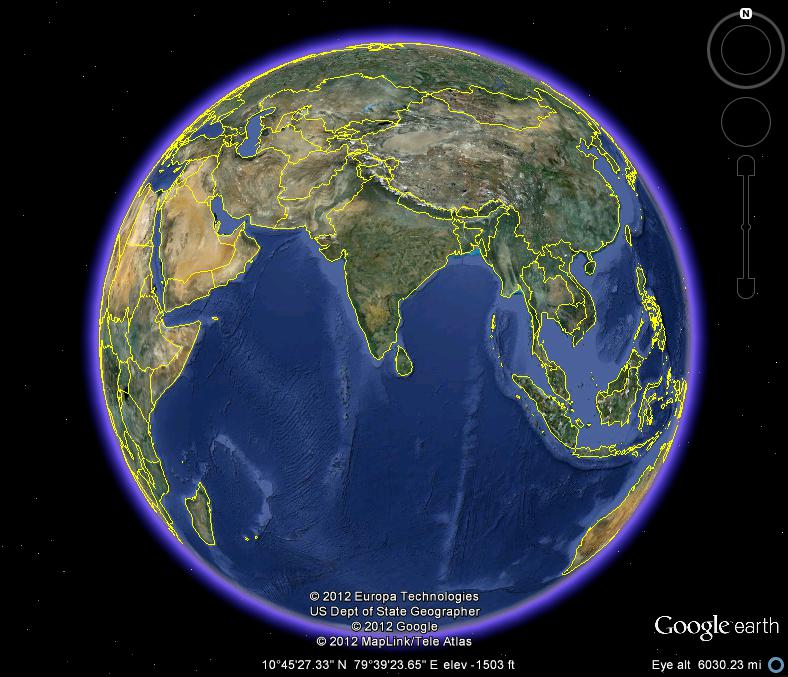 N
© 2012 Europa Technologies
US Dept of State Geographer
© 2012 Google
© 2012 MapLink/Tele Atlas
Google earth
10°45'27.33" N 79°39'23.65" E elev -1503 ft
Eye alt 6030.23 mi